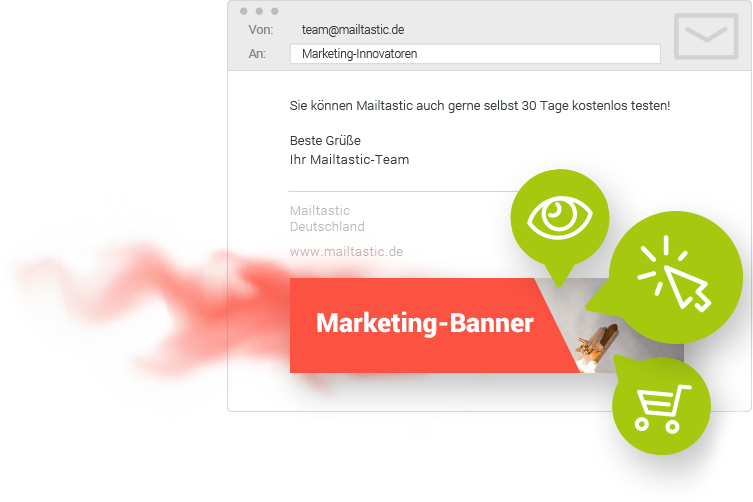 Von: team@mailtastic.de
An: Marketing-Innovatoren
Sie können Mailtastic auch gerne selbst 30 Tage kostenlos testen!
Beste Grüße
Ihr Mailtastic-Team
Mailtastic
Deutschland
www.mailtastic.de
Marketing-Banner